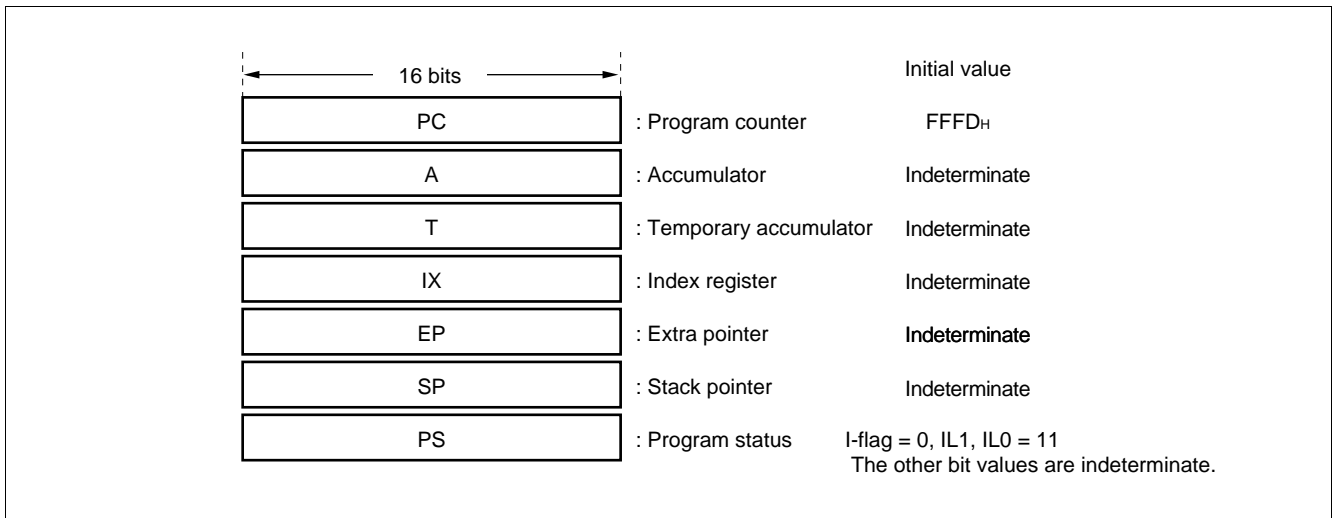 16 bits Initial value
PC : Program counter FFFDH
A : Accumulator Indeterminate
T : Temporary accumulator Indeterminate
IX : Index register Indeterminate
EP : Extra pointer Indeterminate
SP : Stack pointer Indeterminate
PS : Program status I-flag = 0, IL1, IL0 = 11
The other bit values are indeterminate.